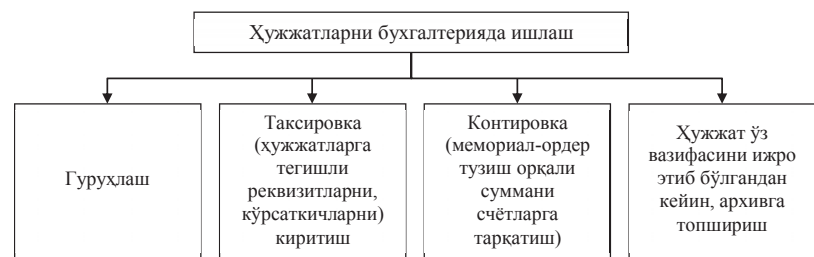 Ҳужжатларни бухгалтерияда ишлаш
Гуруҳлаш
Таксировка
(ҳужжатларга
тегишли
реквизитларни,
кўрсаткичларни)
киритиш
Контировка
(мемориал-ордер
тузиш орқали
суммани
счётларга
тарқатиш)
Ҳужжат ўз
вазифасини ижро
этиб бўлгандан
кейин, архивга
топшириш